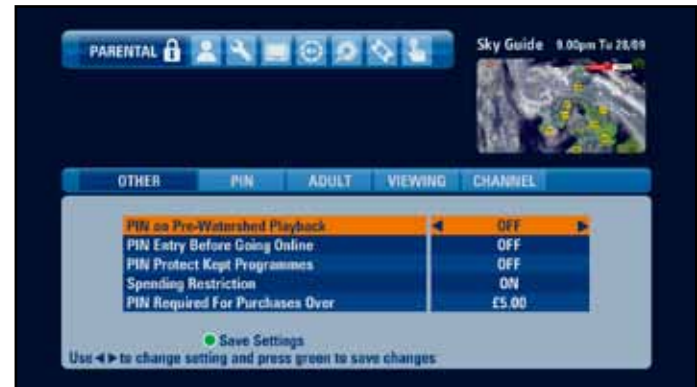 PARENTAL
Sky Guide 9.00pm Tu 28/09
OTHER PIN ADULT VIEWING CHANNEL
PIN on Pre-Watershed Playback OFF
PIN Entry Before Going Online OFF
PIN Protect Kept Programmes OFF
Spending Restriction ON
PIN Required For Purchases Over £5.00
Save Settings
Use ◄ ► to change setting and press green to save changes